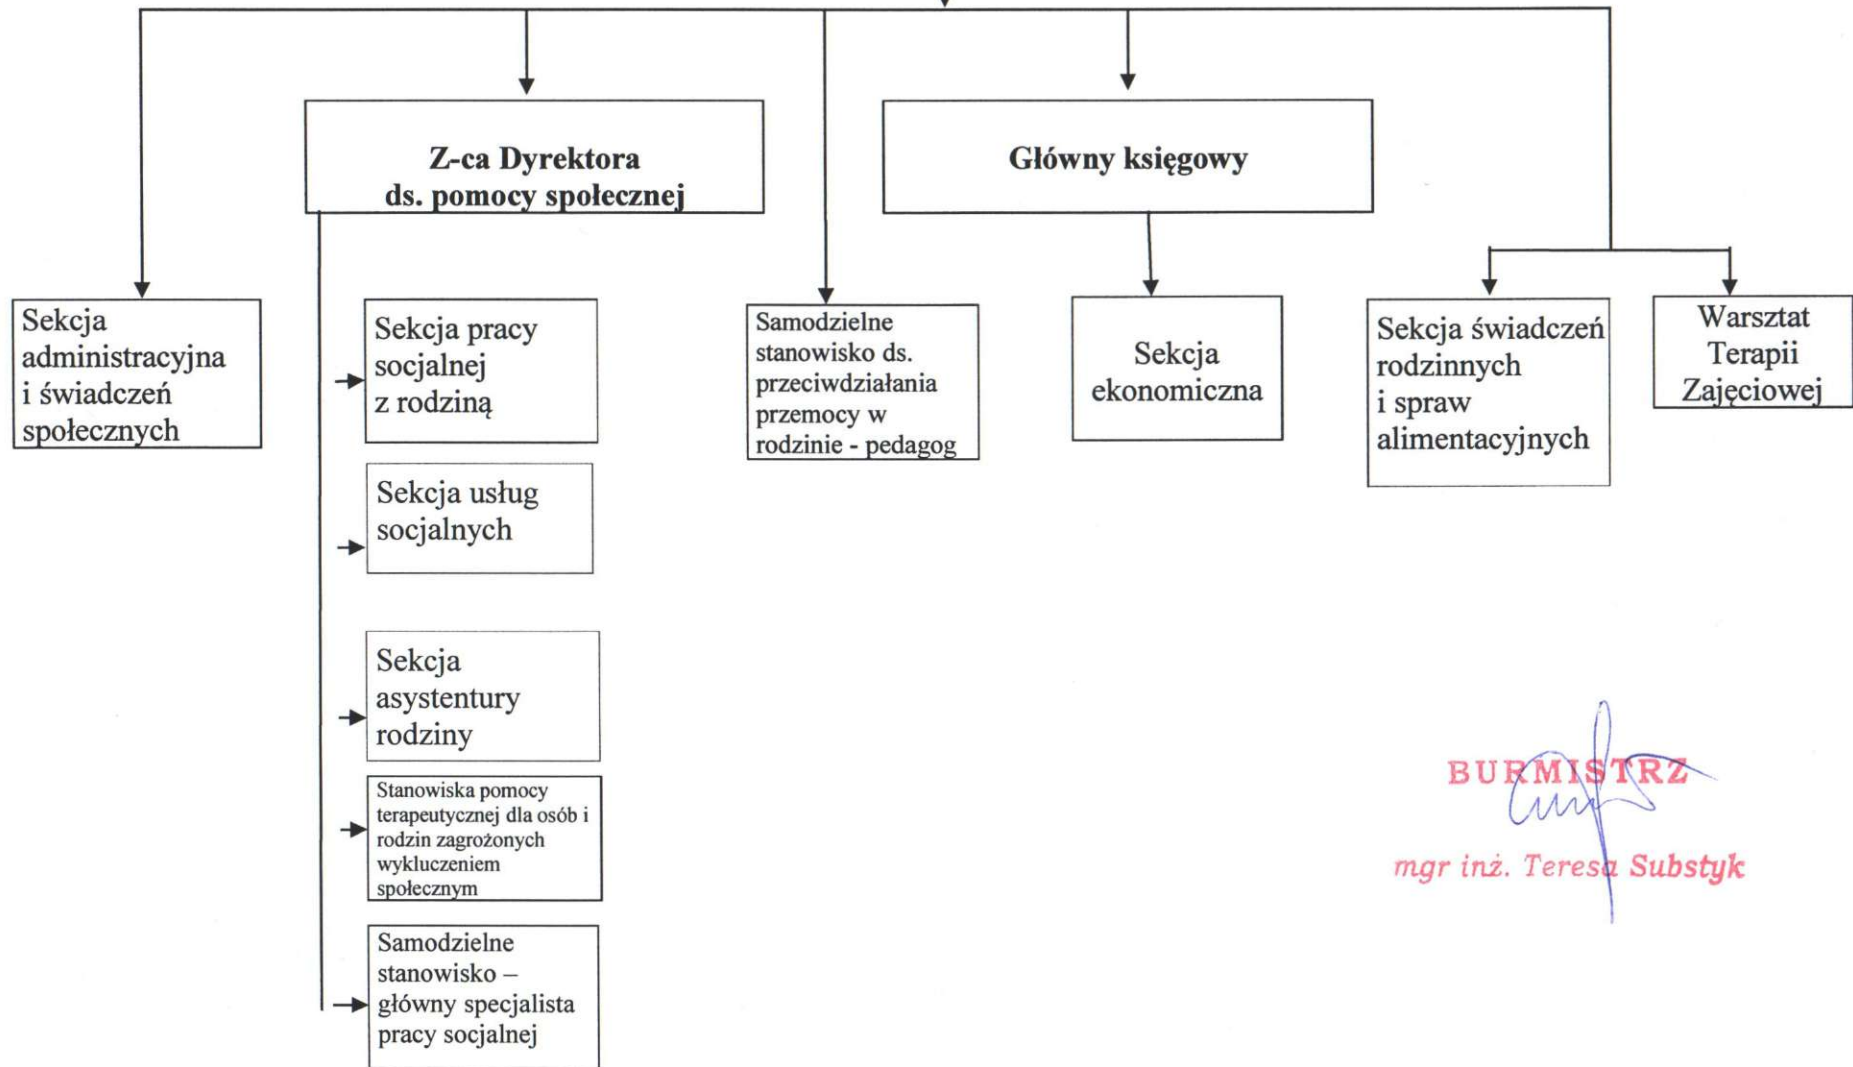 Z-ca Dyrektora
ds. pomocy społecznej
Główny księgowy
Sekcja
administracyjna
i świadczeń
społecznych
Sekcja pracy
socjalnej
z rodziną
Samodzielne
stanowisko ds.
przeciwdziałania
przemocy w
rodzinie - pedagog
Sekcja
ekonomiczna
Sekcja świadczeń
rodzinnych
i spraw
alimentacyjnych
Warsztat
Terapii
Zajęciowej
Sekcja usług
socjalnych
Sekcja
asystentury
rodziny
Stanowiska pomocy
terapeutycznej dla osób i
rodzin zagrożonych
wykluczeniem
społecznym
Samodzielne
stanowisko –
główny specjalista
pracy socjalnej
BURMISTRZ
mgr inż. Teresa Substyk